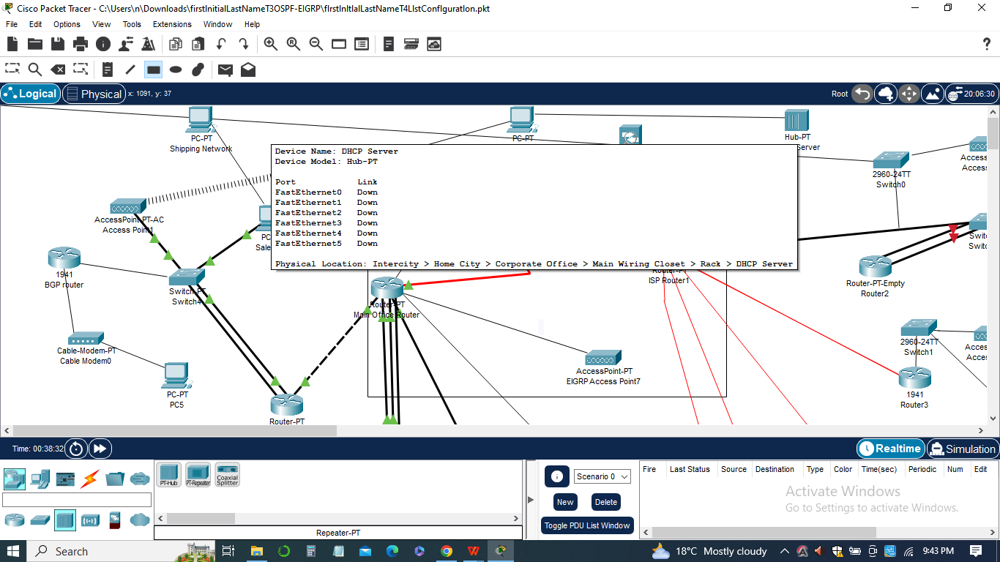 Cisco Packet Tracer - C:\Users\n\Downloads\firstInitialLastNameT3OSPF-EIGRP\fIrstInItIalLastNameT4LIstConfIguratIon.pkt
File Edit Options View Tools Extensions Window Help
?
Logical
Physical
x: 1091, y: 37
Root
20:06:30
PC-PT
Shipping Network
PC-PT
Hub-PT
Server
Access
Access
2960-24TT
Switch0
Device Name: DHCP Server
Device Model: Hub-PT
Port Link
FastEthernet0 Down
FastEthernet1 Down
FastEthernet2 Down
FastEthernet3 Down
FastEthernet4 Down
FastEthernet5 Down
Physical Location: Intercity > Home City > Corporate Office > Main Wiring Closet > Rack > DHCP Server
AccessPoint-PT-AC
Access Point1
PC
Sale
Switc
Switc
1941
BGP router
Switch-PT
Switch4
ISP Router1
Router-PT-Empty
Router2
Router-PT
Main Office Router
Cable-Modem-PT
Cable Modem0
2960-24TT
Switch1
Acces
Acces
AccessPoint-PT
EIGRP Access Point7
PC-PT
PC5
1941
Router3
Router-PT
Time: 00:38:32
Realtime
Simulation
PT-Hub
PT-Repeater
Coaxial
Splitter
Repeater-PT
Scenario 0
New
Delete
Toggle PDU List Window
Fire Last Status Source Destination Type Color Time(sec) Periodic Num Edit
Activate Windows
Go to Settings to activate Windows.
Search
18°C Mostly cloudy
9:43 PM